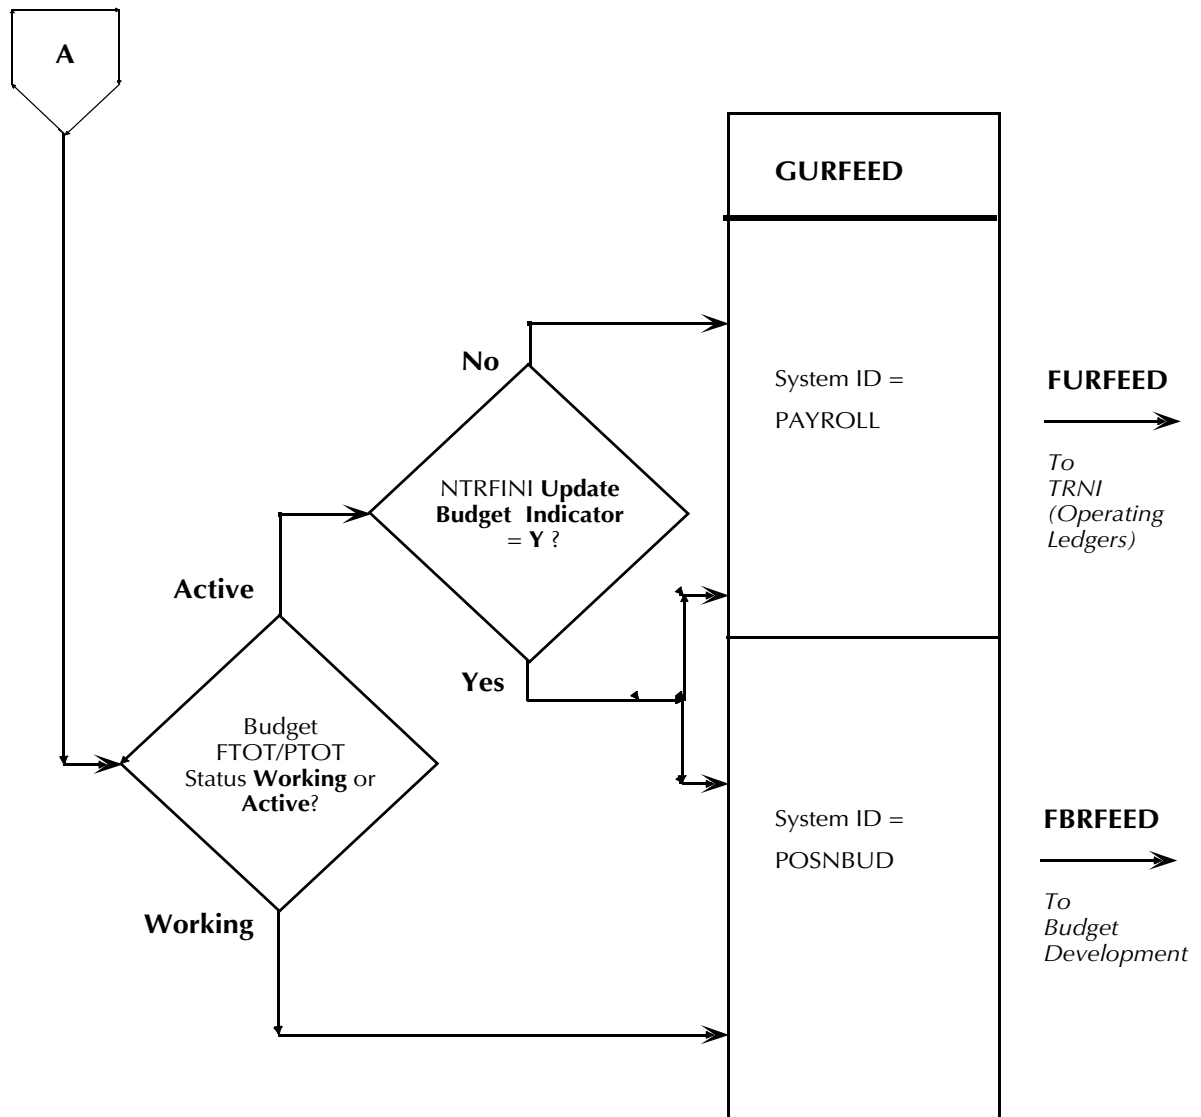 A
GURFEED
No
System ID =
PAYROLL
FURFEED
To
TRNI
(Operating
Ledgers)
NTRFINI Update
Budget Indicator
= Y ?
Active
Yes
Budget
FTOT/PTOT
Status Working or
Active?
System ID =
POSNBUD
FBRFEED
To
Budget
Development
Working